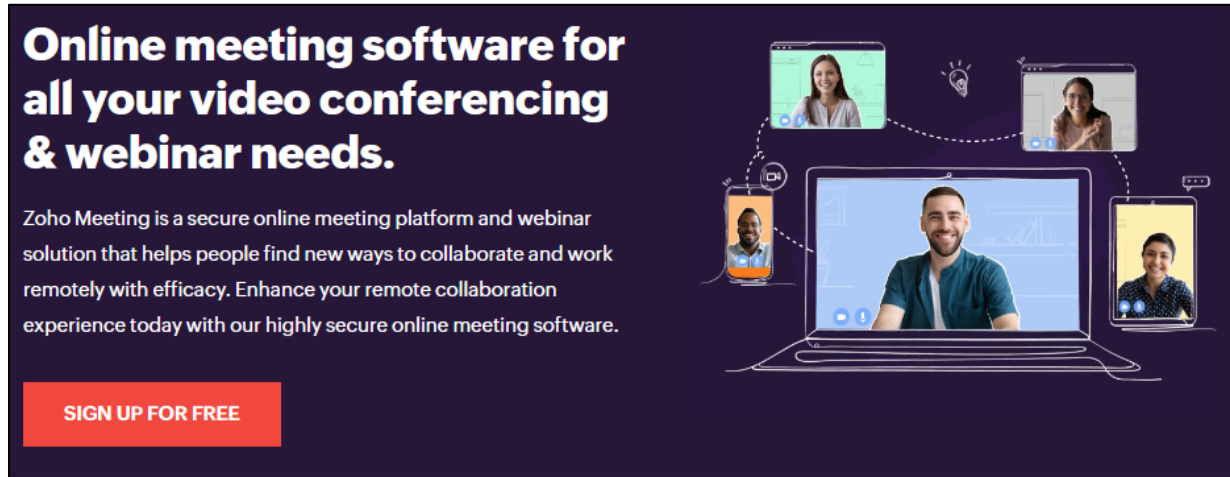 Online meeting software for
all your video conferencing
& webinar needs.
Zoho Meeting is a secure online meeting platform and webinar
solution that helps people find new ways to collaborate and work
remotely with efficacy. Enhance your remote collaboration
experience today with our highly secure online meeting software.
SIGN UP FOR FREE